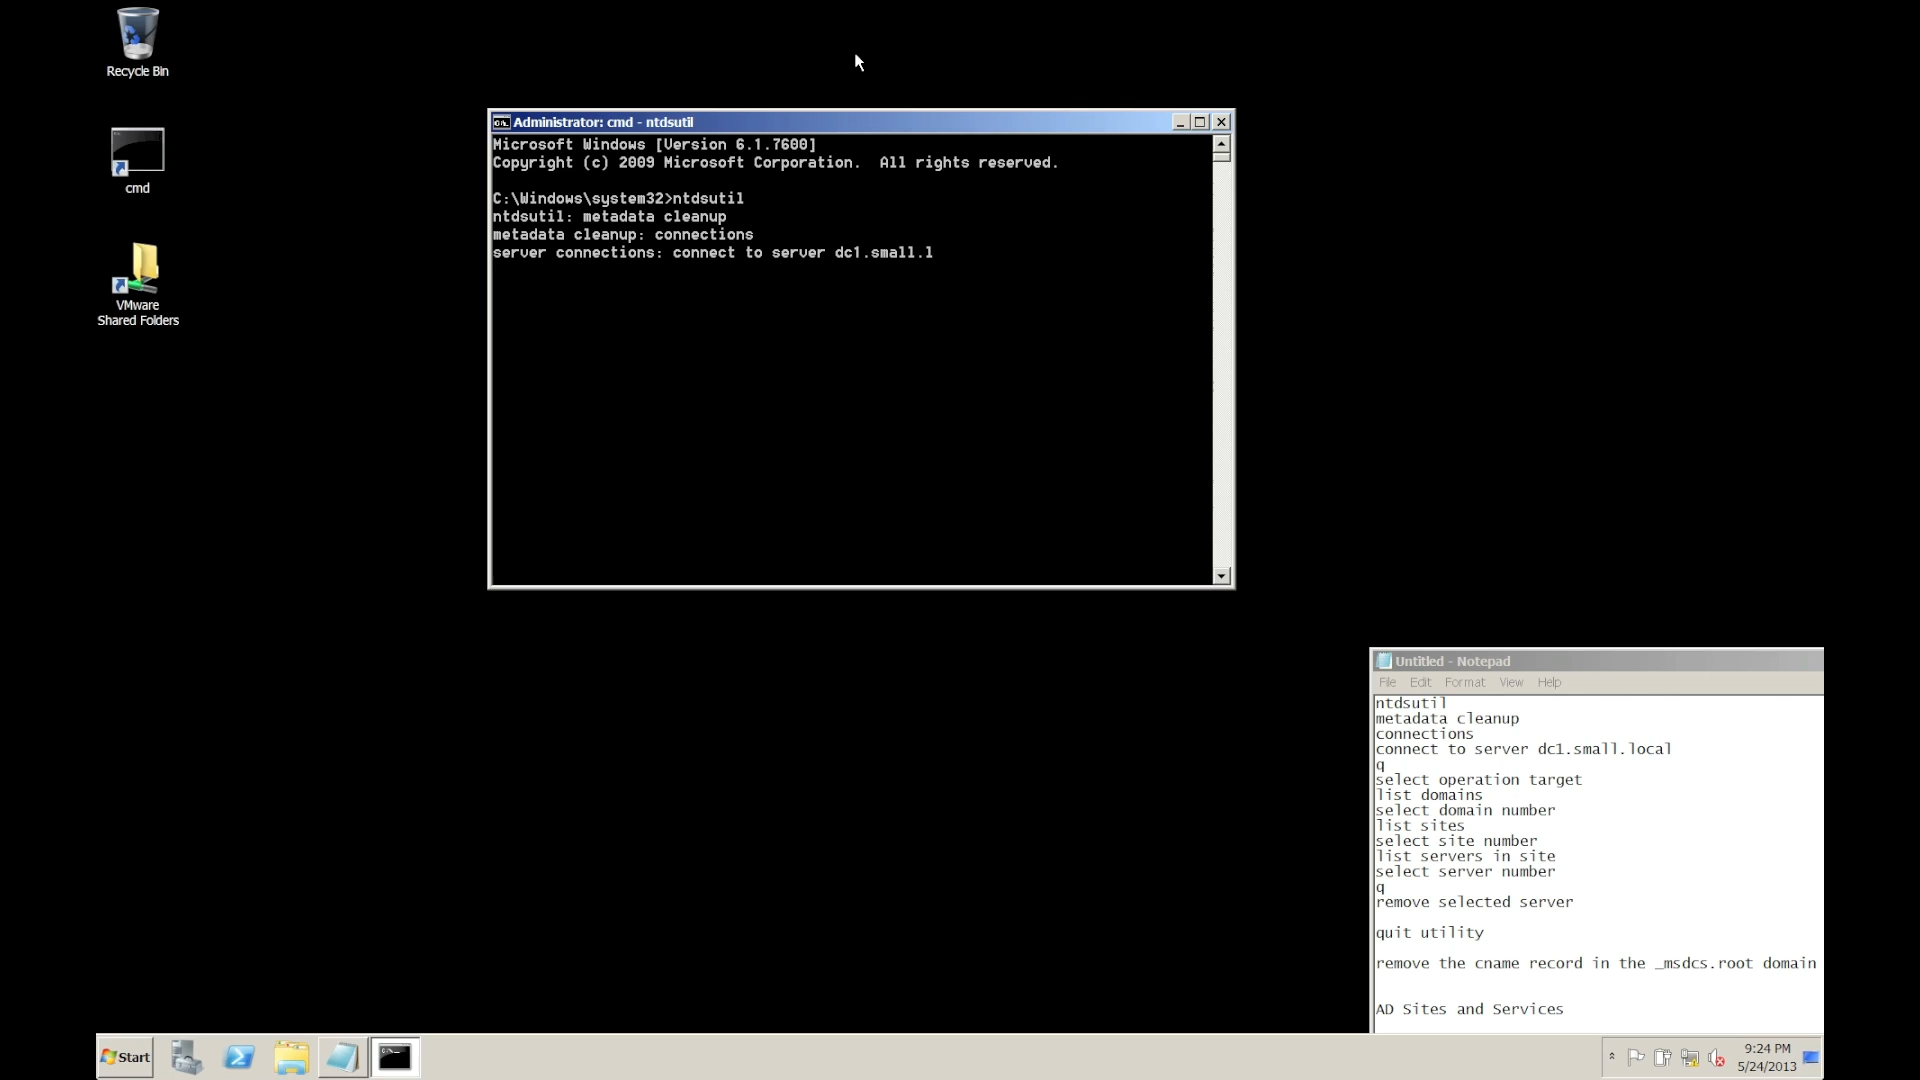 Recycle Bin
cmd
VMware
Shared Folders
Administrator: cmd - ntdsutil
Microsoft Windows [Version 6.1.7600]
Copyright (c) 2009 Microsoft Corporation.  All rights reserved.
C:\Windows\system32>ntdsutil
ntdsutil: metadata cleanup
metadata cleanup: connections
server connections: connect to server dc1.small.l
Untitled - Notepad
File Edit Format View Help
ntdsutil
metadata cleanup
connections
connect to server dc1.small.local
q
select operation target
list domains
select domain number
list sites
select site number
list servers in site
select server number
q
remove selected server
quit utility
remove the cname record in the _msdcs.root domain
AD Sites and Services
Start
9:24 PM
5/24/2013